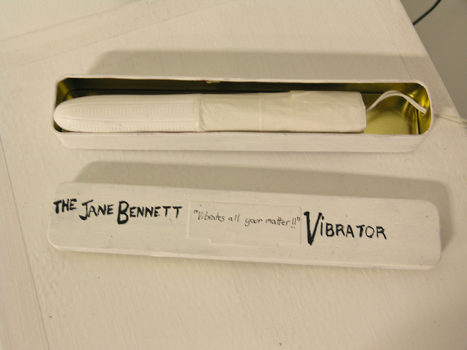 THE JANE BENNETT "Vibrates all your matter!!" VIBRATOR